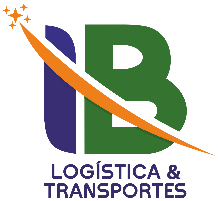 IB
LOGÍSTICA &
TRANSPORTES